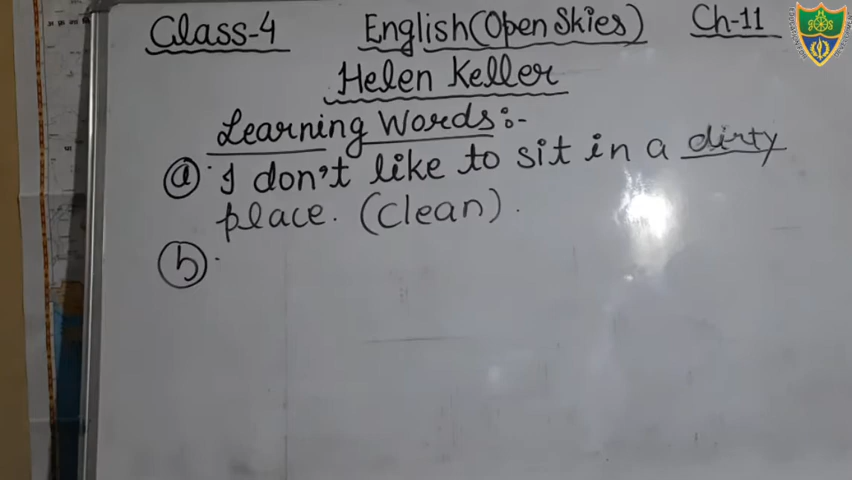 Class-4 English(Open Skies) Ch-11
Helen Keller
Learning Words:-
(a) I don't like to sit in a dirty
place. (clean).
(b)